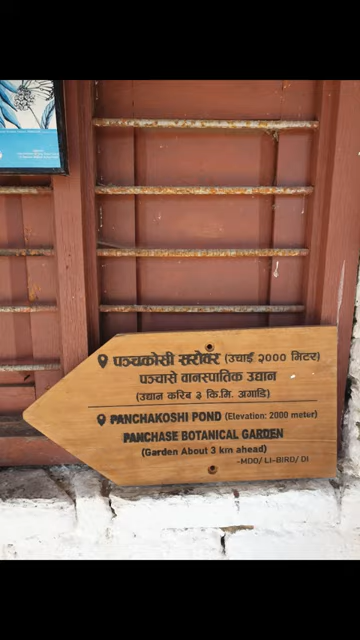 पञ्चकोसी सरोवर (उचाई २००० मिटर)
पञ्चासे वानस्पातिक उद्यान
(उद्यान करिब ३ कि.मि. अगाडि)
PANCHAKOSHI POND (Elevation: 2000 meter)
PANCHASE BOTANICAL GARDEN
(Garden About 3 km ahead)
-MDO/ LI-BIRD/ DI